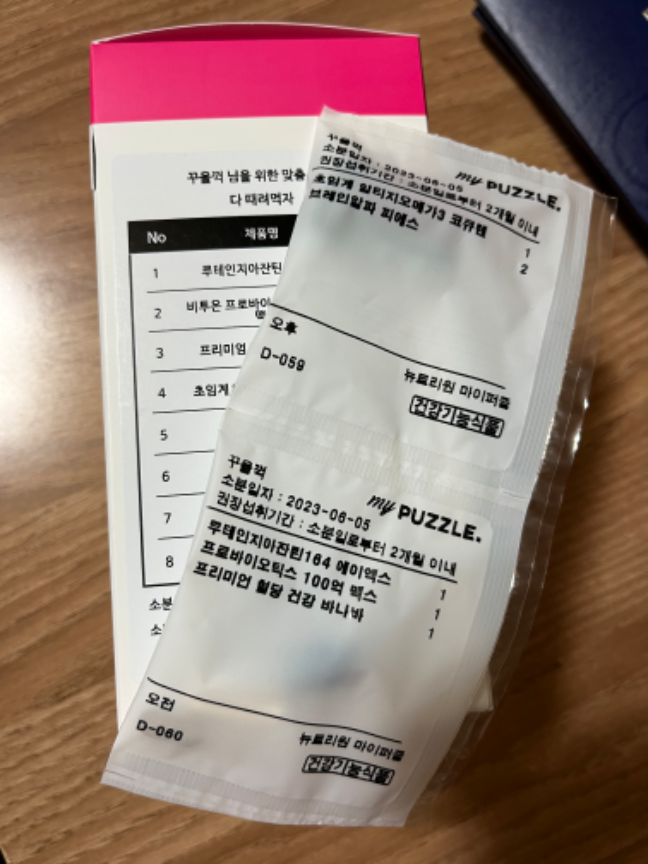 꾸울꺽 님을 위한 맞춤
다 때려먹자
No 제품명
1 루테인지아잔틴
2 비투온 프로바이
3 프리미엄
4 초임계
5
6
7
8
소분
소
꾸울꺽
소분일자 : 2023-06-05
my PUZZLE.
권장섭취기간 : 소분일로부터 2개월 이내
초임계 알티지오메가3 코큐텐 1
브레인알파 피에스 2
오후
D-059
뉴트리원 마이퍼즐
건강기능식품
꾸울꺽
소분일자 : 2023-06-05
my PUZZLE.
권장섭취기간 : 소분일로부터 2개월 이내
루테인지아잔틴164 에이엑스 1
프로바이오틱스 100억 맥스 1
프리미언 혈당 건강 바나바 1
오전
D-060
뉴트리원 마이퍼즐
건강기능식품